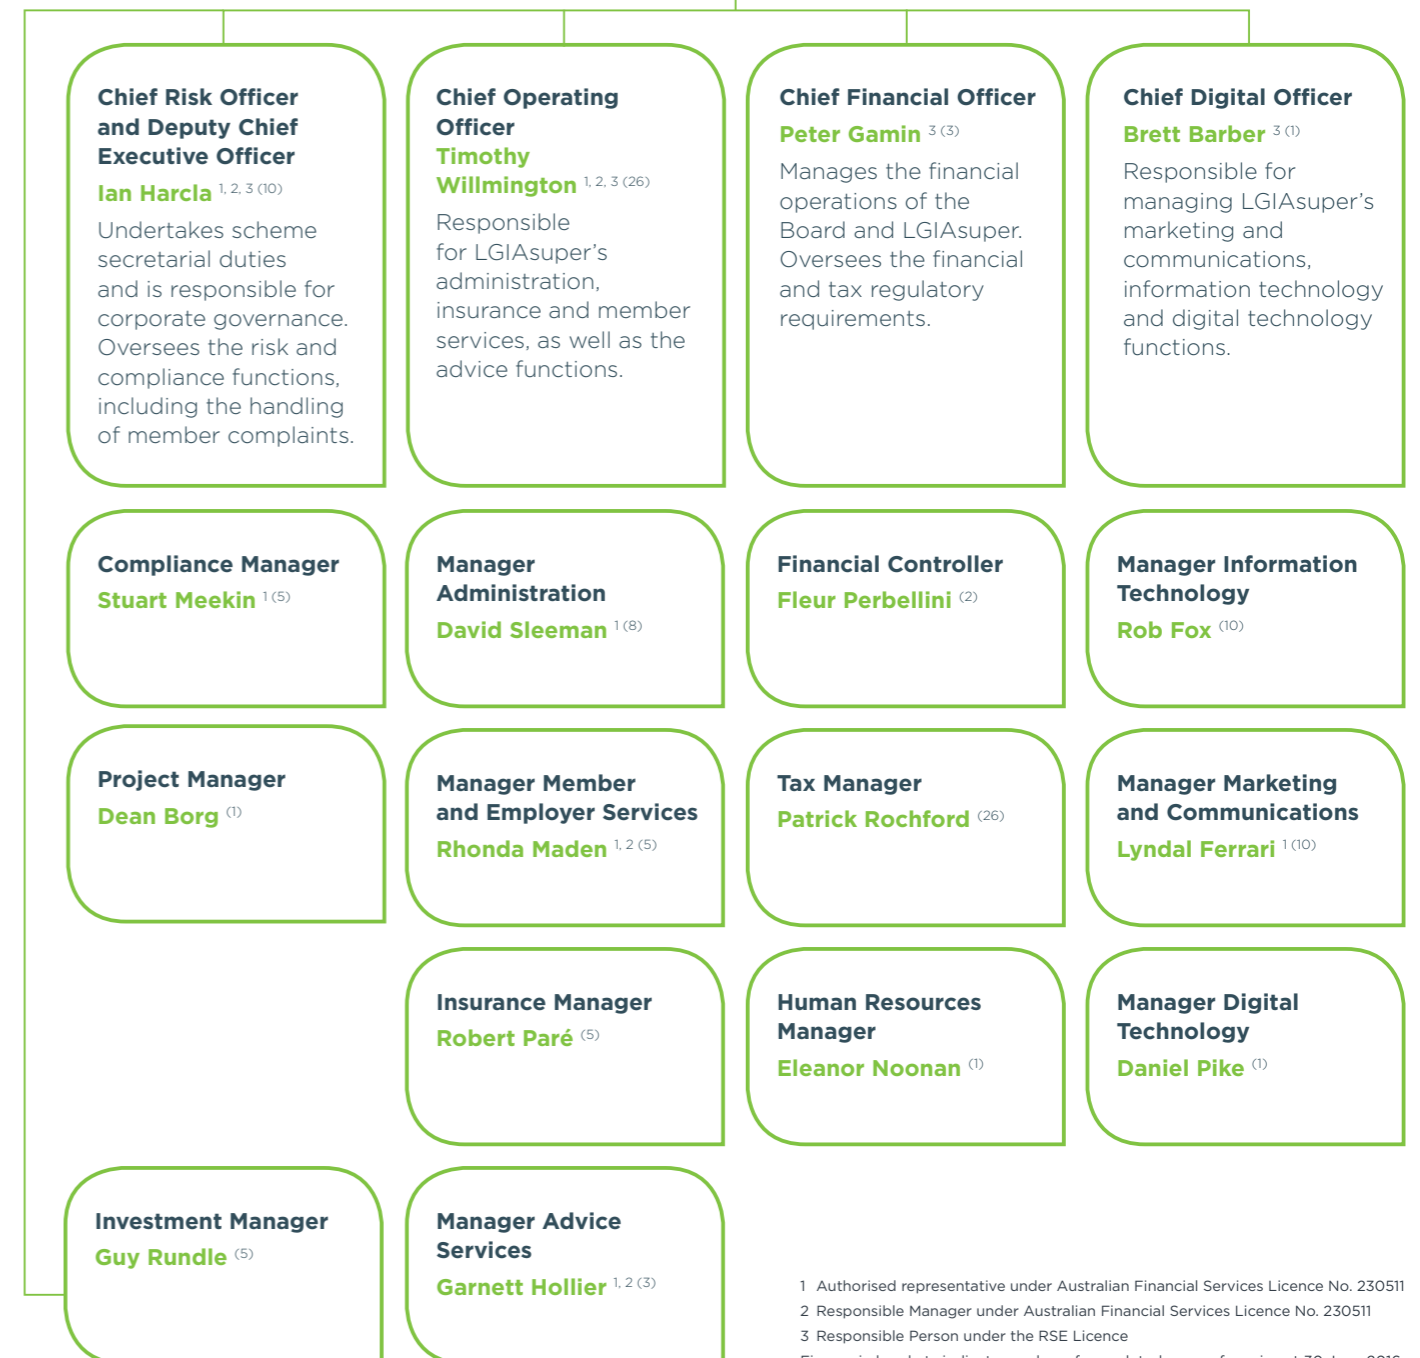 Chief Risk Officer
and Deputy Chief
Executive Officer
Ian Harcla 1, 2, 3 (10)
Undertakes scheme
secretarial duties
and is responsible for
corporate governance.
Oversees the risk and
compliance functions,
including the handling
of member complaints.
Chief Operating
Officer
Timothy
Willmington 1, 2, 3 (26)
Responsible
for LGIAsuper's
administration,
insurance and member
services, as well as the
advice functions.
Chief Financial Officer
Peter Gamin 3 (3)
Manages the financial
operations of the
Board and LGIAsuper.
Oversees the financial
and tax regulatory
requirements.
Chief Digital Officer
Brett Barber 3 (1)
Responsible for
managing LGIAsuper's
marketing and
communications,
information technology
and digital technology
functions.
Compliance Manager
Stuart Meekin 1 (5)
Manager
Administration
David Sleeman 1 (8)
Financial Controller
Fleur Perbellini (2)
Manager Information
Technology
Rob Fox (10)
Project Manager
Dean Borg (1)
Manager Member
and Employer Services
Rhonda Maden 1, 2 (5)
Tax Manager
Patrick Rochford (26)
Manager Marketing
and Communications
Lyndal Ferrari 1 (10)
Insurance Manager
Robert Paré (5)
Human Resources
Manager
Eleanor Noonan (1)
Manager Digital
Technology
Daniel Pike (1)
Investment Manager
Guy Rundle (5)
Manager Advice
Services
Garnett Hollier 1, 2 (3)
1 Authorised representative under Australian Financial Services Licence No. 230511
2 Responsible Manager under Australian Financial Services Licence No. 230511
3 Responsible Person under the RSE Licence